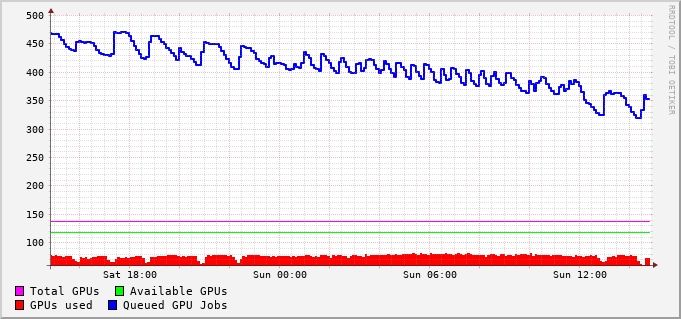 500
450
400
350
300
250
200
150
100
Sat 18:00 Sun 00:00 Sun 06:00 Sun 12:00
Total GPUs Available GPUs
GPUs used Queued GPU Jobs
RRDTOOL / TOBI OETIKER